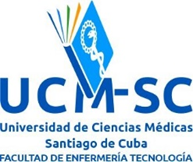 UCM-SC
Universidad de Ciencias Médicas
Santiago de Cuba
FACULTAD DE ENFERMERÍA TECNOLOGÍA